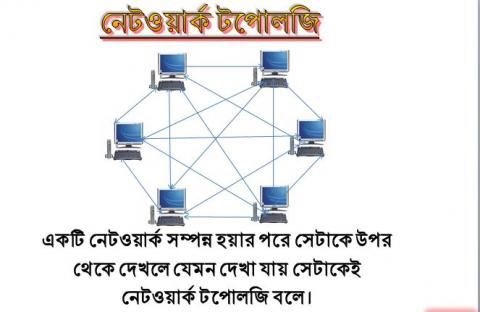 নেটওয়ার্ক টপোলজি
একটি নেটওয়ার্ক সম্পন্ন হয়ার পরে সেটাকে উপর
থেকে দেখলে যেমন দেখা যায় সেটাকেই
নেটওয়ার্ক টপোলজি বলে।